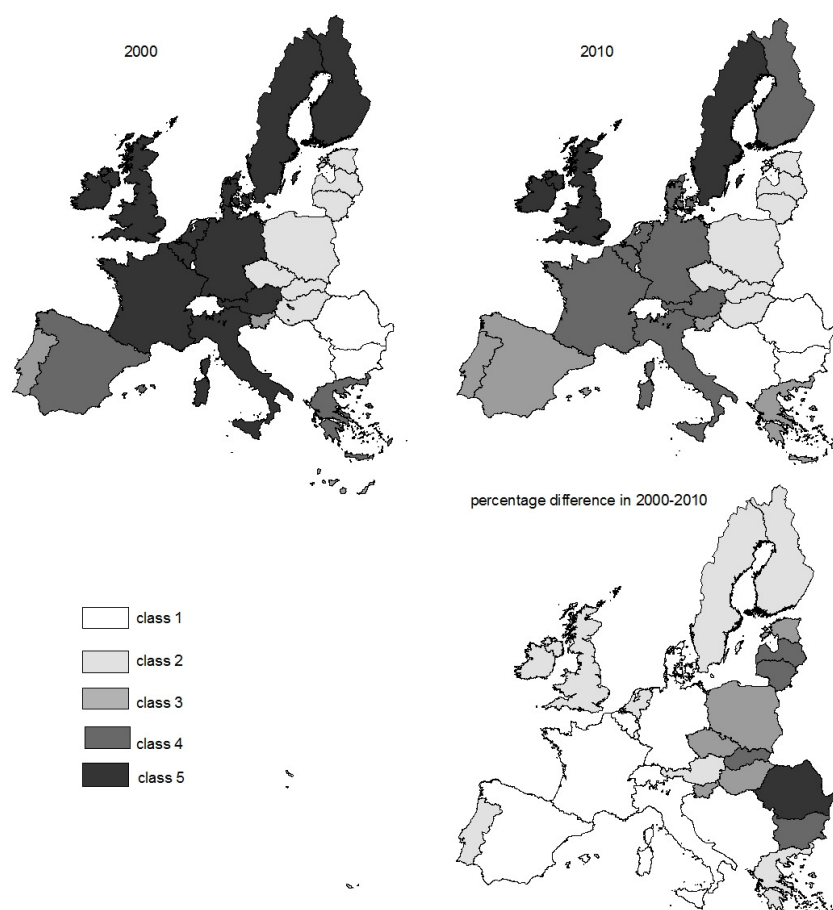 2000
2010
percentage difference in 2000-2010
class 1
class 2
class 3
class 4
class 5